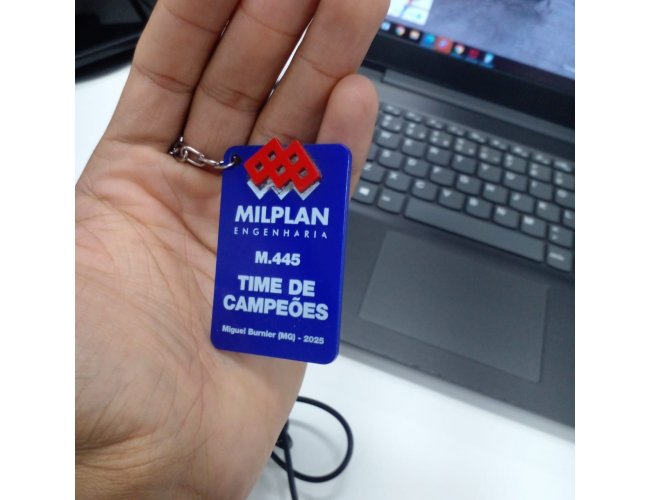 MILPLAN
ENGENHARIA
M.445
TIME DE
CAMPEÕES
Miguel Burnier (MG) - 2025